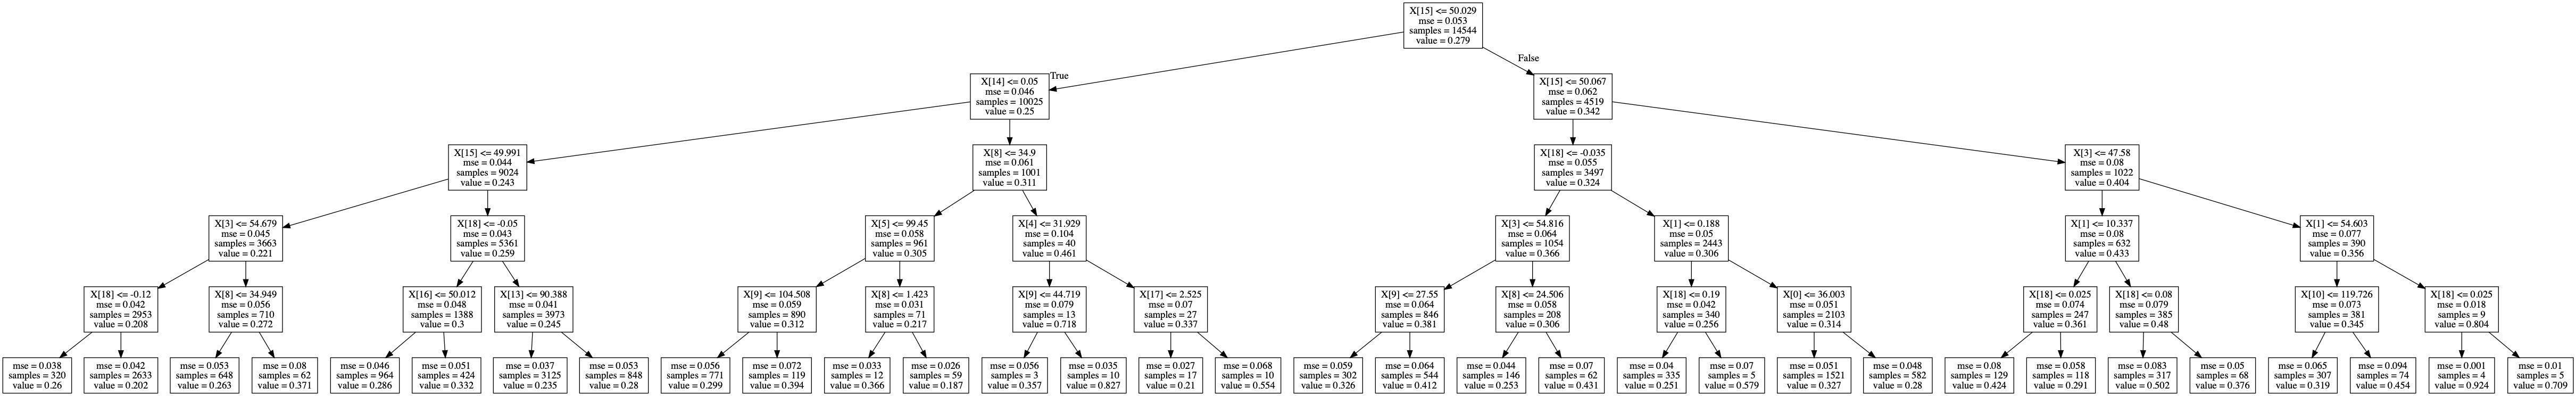 X[15] <= 50.029
mse = 0.053
samples = 14544
value = 0.279
True
False
X[14] <= 0.05
mse = 0.046
samples = 10025
value = 0.25
X[15] <= 50.067
mse = 0.062
samples = 4519
value = 0.342
X[15] <= 49.991
mse = 0.044
samples = 9024
value = 0.243
X[8] <= 34.9
mse = 0.061
samples = 1001
value = 0.311
X[18] <= -0.035
mse = 0.055
samples = 3497
value = 0.324
X[3] <= 47.58
mse = 0.08
samples = 1022
value = 0.404
X[3] <= 54.679
mse = 0.045
samples = 3663
value = 0.221
X[18] <= -0.05
mse = 0.043
samples = 5361
value = 0.259
X[5] <= 99.45
mse = 0.058
samples = 961
value = 0.305
X[4] <= 31.929
mse = 0.104
samples = 40
value = 0.461
X[3] <= 54.816
mse = 0.064
samples = 1054
value = 0.366
X[1] <= 0.188
mse = 0.05
samples = 2443
value = 0.306
X[1] <= 10.337
mse = 0.08
samples = 632
value = 0.433
X[1] <= 54.603
mse = 0.077
samples = 390
value = 0.356
X[18] <= -0.12
mse = 0.042
samples = 2953
value = 0.208
X[8] <= 34.949
mse = 0.056
samples = 710
value = 0.272
X[16] <= 50.012
mse = 0.048
samples = 1388
value = 0.3
X[13] <= 90.388
mse = 0.041
samples = 3973
value = 0.245
X[9] <= 104.508
mse = 0.059
samples = 890
value = 0.312
X[8] <= 1.423
mse = 0.031
samples = 71
value = 0.217
X[9] <= 44.719
mse = 0.079
samples = 13
value = 0.718
X[17] <= 2.525
mse = 0.07
samples = 27
value = 0.337
X[9] <= 27.55
mse = 0.064
samples = 846
value = 0.381
X[8] <= 24.506
mse = 0.058
samples = 208
value = 0.306
X[18] <= 0.19
mse = 0.042
samples = 340
value = 0.256
X[0] <= 36.003
mse = 0.051
samples = 2103
value = 0.314
X[18] <= 0.025
mse = 0.074
samples = 247
value = 0.361
X[18] <= 0.08
mse = 0.079
samples = 385
value = 0.48
X[10] <= 119.726
mse = 0.073
samples = 381
value = 0.345
X[18] <= 0.025
mse = 0.018
samples = 9
value = 0.804
mse = 0.038
samples = 320
value = 0.26
mse = 0.042
samples = 2633
value = 0.202
mse = 0.053
samples = 648
value = 0.263
mse = 0.08
samples = 62
value = 0.371
mse = 0.046
samples = 964
value = 0.286
mse = 0.051
samples = 424
value = 0.332
mse = 0.037
samples = 3125
value = 0.235
mse = 0.053
samples = 848
value = 0.28
mse = 0.056
samples = 771
value = 0.299
mse = 0.072
samples = 119
value = 0.394
mse = 0.033
samples = 12
value = 0.366
mse = 0.026
samples = 59
value = 0.187
mse = 0.056
samples = 3
value = 0.357
mse = 0.035
samples = 10
value = 0.827
mse = 0.027
samples = 17
value = 0.21
mse = 0.068
samples = 10
value = 0.554
mse = 0.059
samples = 302
value = 0.326
mse = 0.064
samples = 544
value = 0.412
mse = 0.044
samples = 146
value = 0.253
mse = 0.07
samples = 62
value = 0.431
mse = 0.04
samples = 335
value = 0.251
mse = 0.07
samples = 5
value = 0.579
mse = 0.051
samples = 1521
value = 0.327
mse = 0.048
samples = 582
value = 0.28
mse = 0.08
samples = 129
value = 0.424
mse = 0.058
samples = 118
value = 0.291
mse = 0.083
samples = 317
value = 0.502
mse = 0.05
samples = 68
value = 0.376
mse = 0.065
samples = 307
value = 0.319
mse = 0.094
samples = 74
value = 0.454
mse = 0.001
samples = 4
value = 0.924
mse = 0.01
samples = 5
value = 0.709